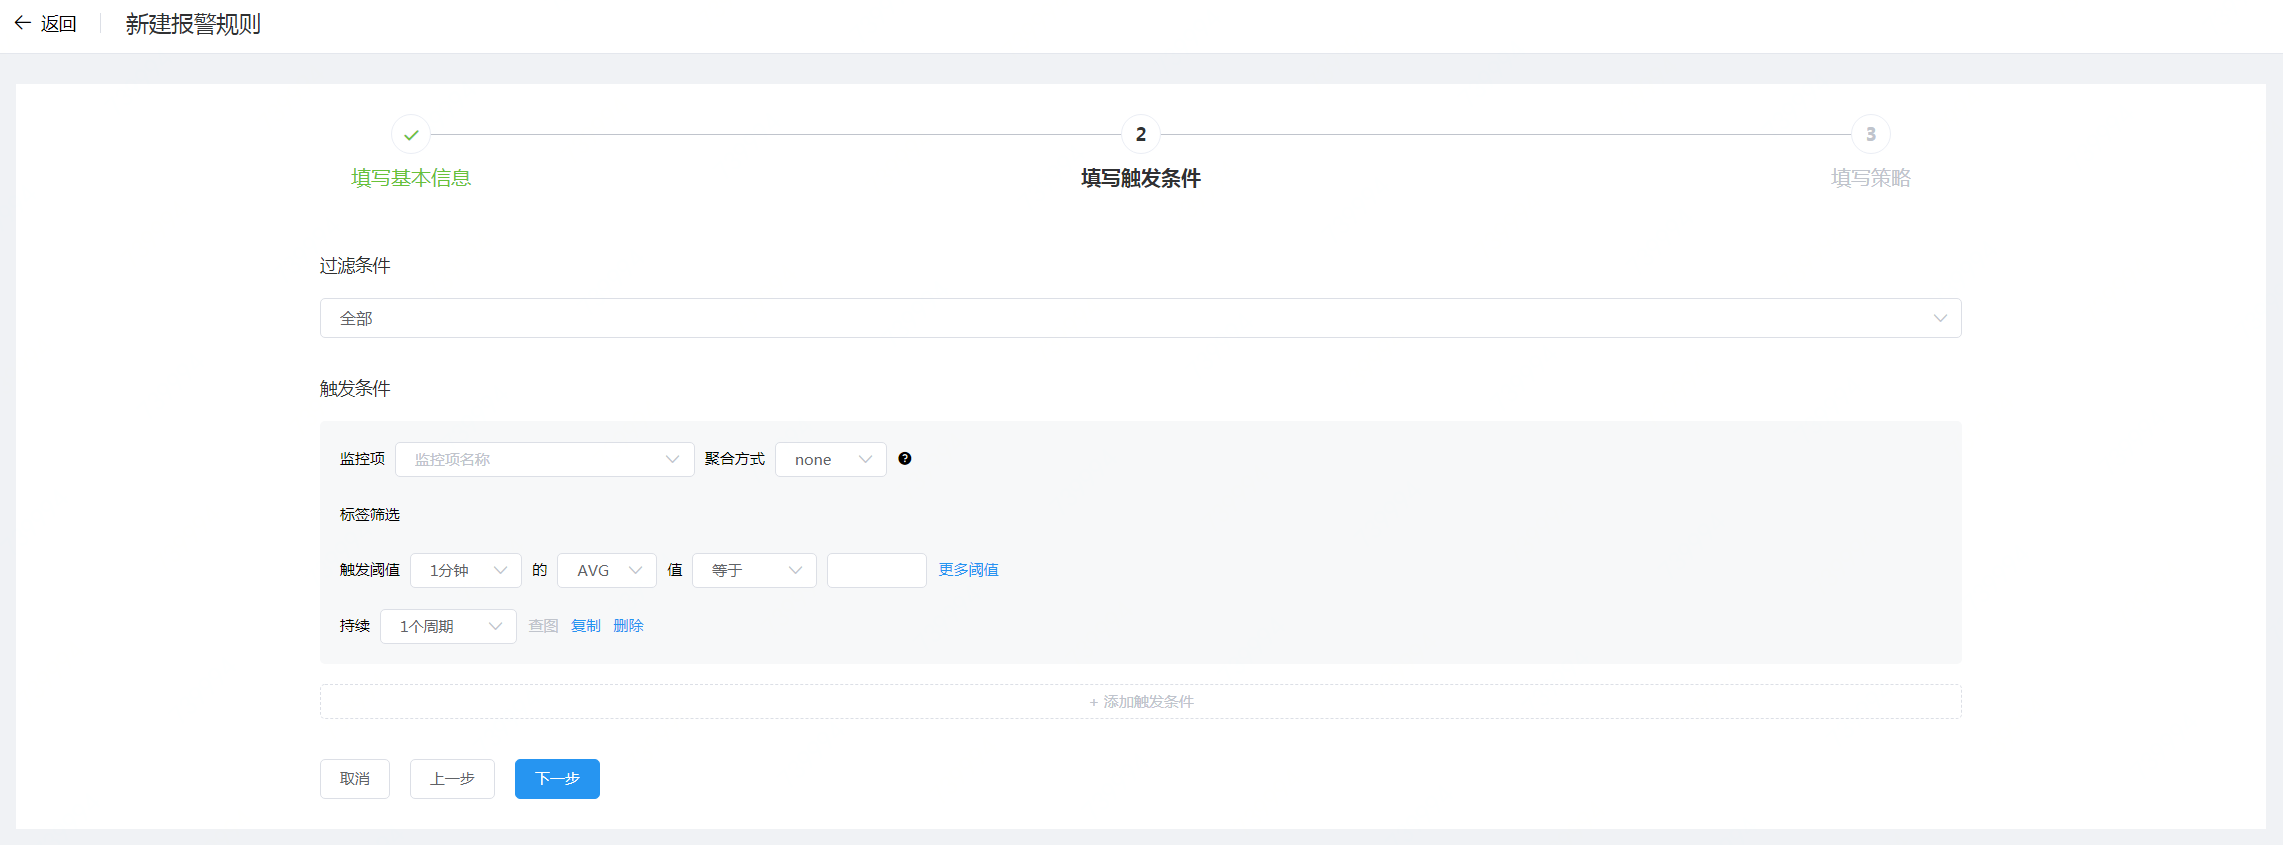 返回 新建报警规则
2 3
填写基本信息 填写触发条件 填写策略
过滤条件
全部
触发条件
监控项 监控项名称 聚合方式 none ?
标签筛选
触发阈值 1分钟 的 AVG 值 等于 更多阈值
持续 1个周期 查图 复制 删除
+ 添加触发条件
取消 上一步 下一步